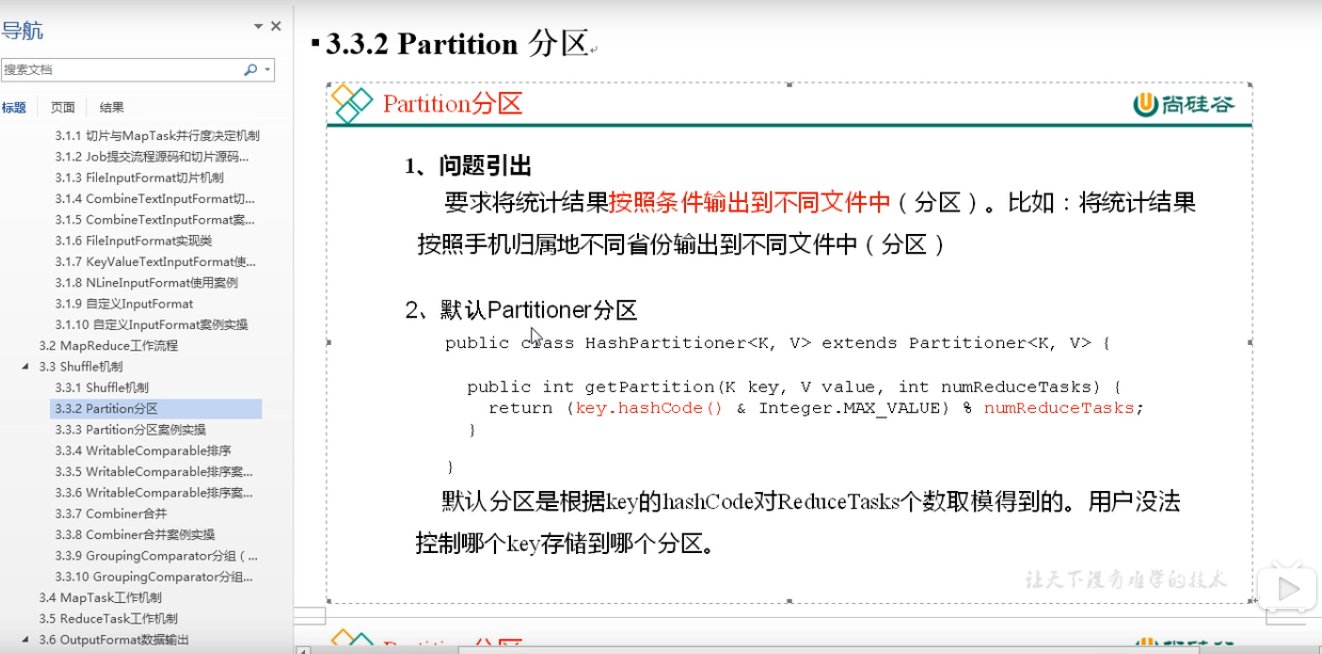 导航
搜索文档
标题 页面 结果
3.1.1 切片与MapTask并行度决定机制
3.1.2 Job提交流程源码和切片源码...
3.1.3 FileInputFormat切片机制
3.1.4 CombineTextInputFormat切...
3.1.5 CombineTextInputFormat案...
3.1.6 FileInputFormat实现类
3.1.7 KeyValueTextInputFormat使...
3.1.8 NLineInputFormat使用案例
3.1.9 自定义InputFormat
3.1.10 自定义InputFormat案例实操
3.2 MapReduce工作流程
3.3 Shuffle机制
3.3.1 Shuffle机制
3.3.2 Partition分区
3.3.3 Partition分区案例实操
3.3.4 WritableComparable排序
3.3.5 WritableComparable排序案...
3.3.6 WritableComparable排序案...
3.3.7 Combiner合并
3.3.8 Combiner合并案例实操
3.3.9 GroupingComparator分组（...
3.3.10 GroupingComparator分组...
3.4 MapTask工作机制
3.5 ReduceTask工作机制
3.6 OutputFormat数据输出
3.3.2 Partition 分区
Partition分区
尚硅谷
1、问题引出
要求将统计结果按照条件输出到不同文件中（分区）。比如：将统计结果
按照手机归属地不同省份输出到不同文件中（分区）
2、默认Partitioner分区
public class HashPartitioner<K, V> extends Partitioner<K, V> {
public int getPartition(K key, V value, int numReduceTasks) {
return (key.hashCode() & Integer.MAX_VALUE) % numReduceTasks;
}
}
默认分区是根据key的hashCode对ReduceTasks个数取模得到的。用户没法
控制哪个key存储到哪个分区。
让天下没有难学的技术